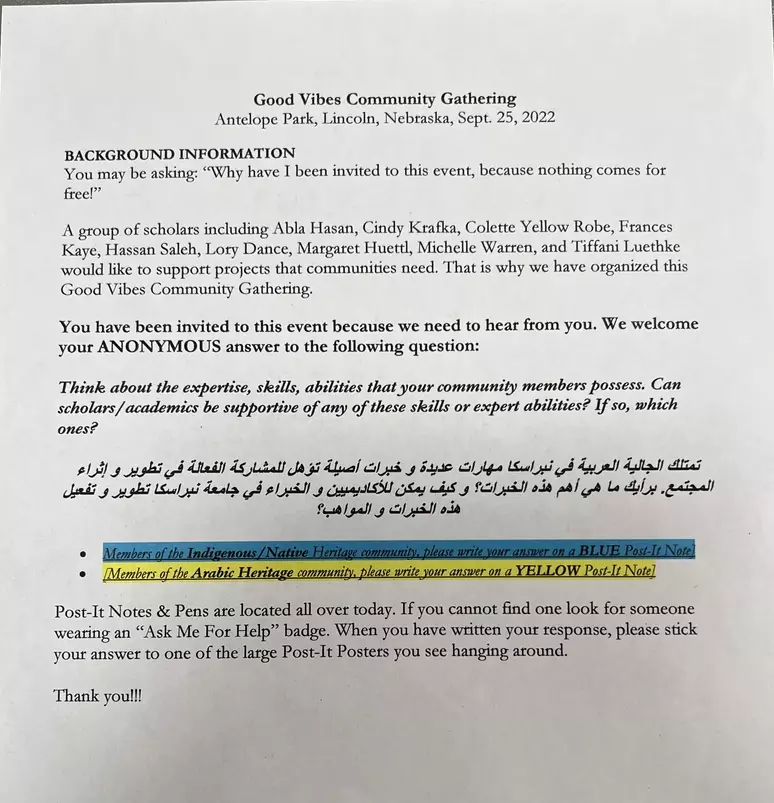 Good Vibes Community Gathering
Antelope Park, Lincoln, Nebraska, Sept. 25, 2022
BACKGROUND INFORMATION
You may be asking: “Why have I been invited to this event, because nothing comes for
free!”
A group of scholars including Abla Hasan, Cindy Krafka, Colette Yellow Robe, Frances
Kaye, Hassan Saleh, Lory Dance, Margaret Huettl, Michelle Warren, and Tiffani Luethke
would like to support projects that communities need. That is why we have organized this
Good Vibes Community Gathering.
You have been invited to this event because we need to hear from you. We welcome
your ANONYMOUS answer to the following question:
Think about the expertise, skills, abilities that your community members possess. Can
scholars/academics be supportive of any of these skills or expert abilities? If so, which
ones?
تمتلك الجالية العربية في نبراسكا مهارات عديدة و خبرات أصيلة تؤهل للمشاركة الفعالة في تطوير و إثراء
المجتمع. برأيك ما هي أهم هذه الخبرات؟ و كيف يمكن للأكاديميين و الخبراء في جامعة نبراسكا تطوير و تفعيل
هذه الخبرات و المواهب؟
• Members of the Indigenous/Native Heritage community, please write your answer on a BLUE Post-It Note]
• [Members of the Arabic Heritage community, please write your answer on a YELLOW Post-It Note]
Post-It Notes & Pens are located all over today. If you cannot find one look for someone
wearing an “Ask Me For Help” badge. When you have written your response, please stick
your answer to one of the large Post-It Posters you see hanging around.
Thank you!!!